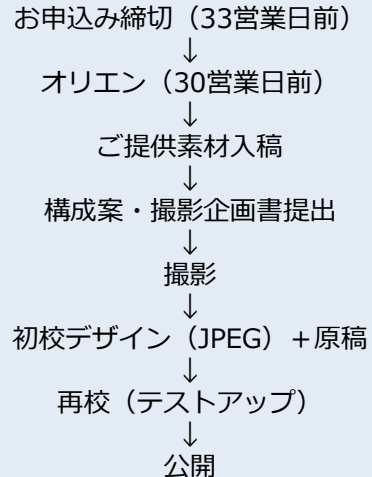 お申込み締切（33営業日前）
↓
オリエン（30営業日前）
↓
ご提供素材入稿
↓
構成案・撮影企画書提出
↓
撮影
↓
初校デザイン（JPEG）＋原稿
↓
再校（テストアップ）
↓
公開